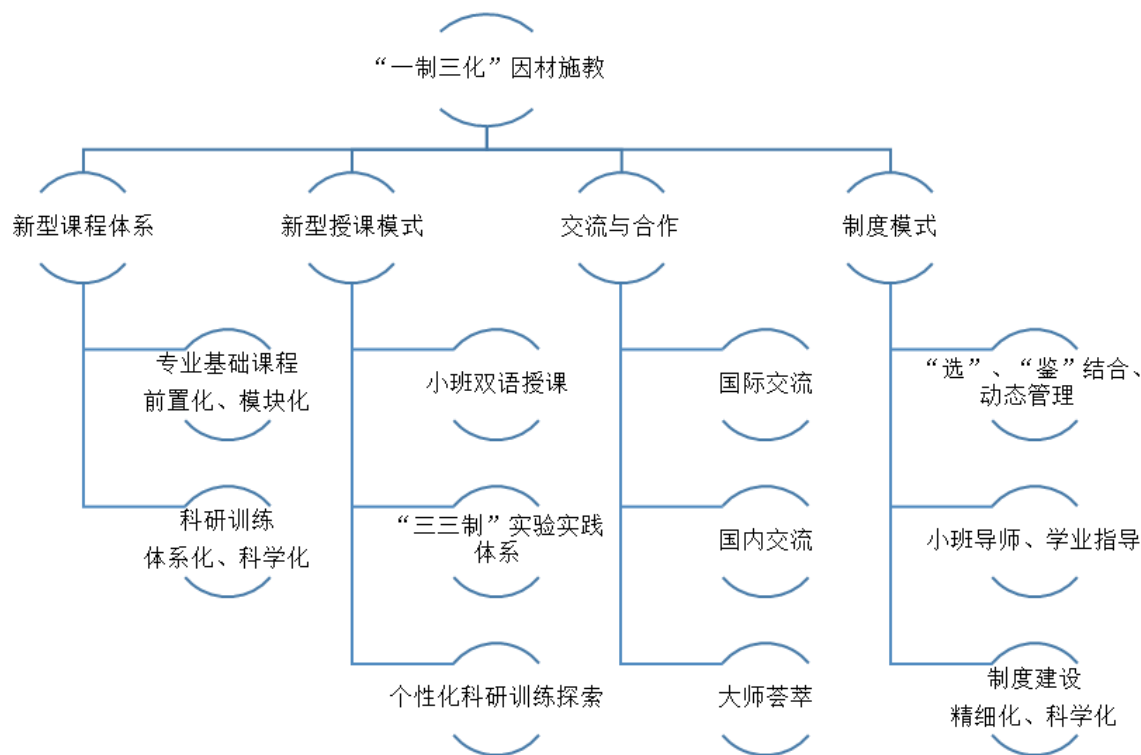 “一制三化”因材施教
新型课程体系
新型授课模式
交流与合作
制度模式
专业基础课程
前置化、模块化
科研训练
体系化、科学化
小班双语授课
“三三制”实验实践
体系
个性化科研训练探索
国际交流
国内交流
大师荟萃
“选”、“鉴”结合、
动态管理
小班导师、学业指导
制度建设
精细化、科学化